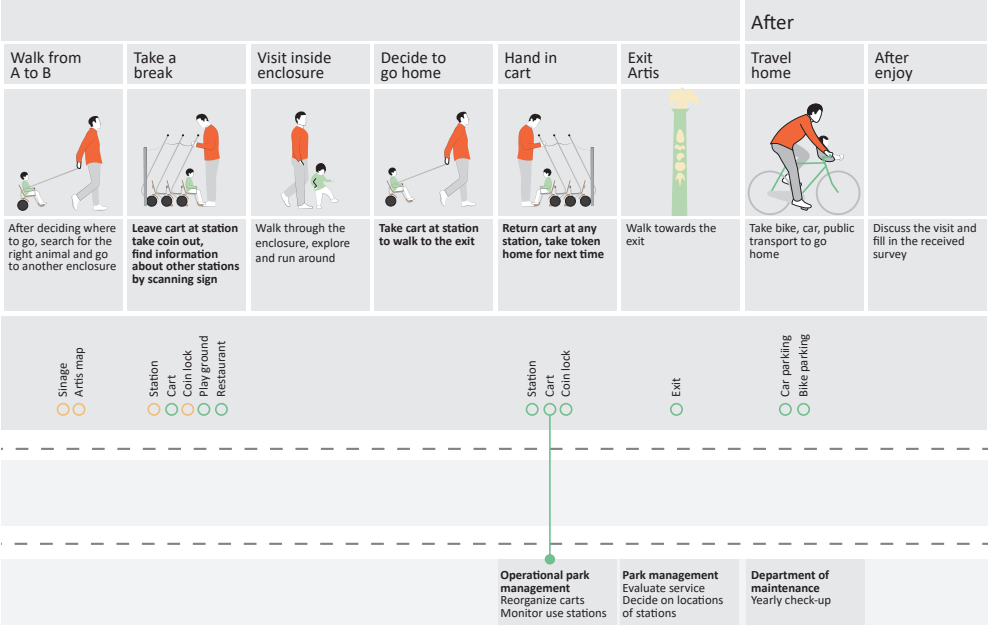 After
Walk from
A to B
Take a
break
Visit inside
enclosure
Decide to
go home
Hand in
cart
Exit
Artis
Travel
home
After
enjoy
After deciding where
to go, search for the
right animal and go
to another enclosure
Leave cart at station
take coin out,
find information
about other stations
by scanning sign
Walk through the
enclosure, explore
and run around
Take cart at station
to walk to the exit
Return cart at any
station, take token
home for next time
Walk towards the
exit
Take bike, car, public
transport to go
home
Discuss the visit and
fill in the received
survey
Sinage
Artis map
Station
Cart
Coin lock
Play ground
Restaurant
Station
Cart
Coin lock
Exit
Car parkiing
Bike parking
Operational park
management
Reorganize carts
Monitor use stations
Park management
Evaluate service
Decide on locations
of stations
Department of
maintenance
Yearly check-up